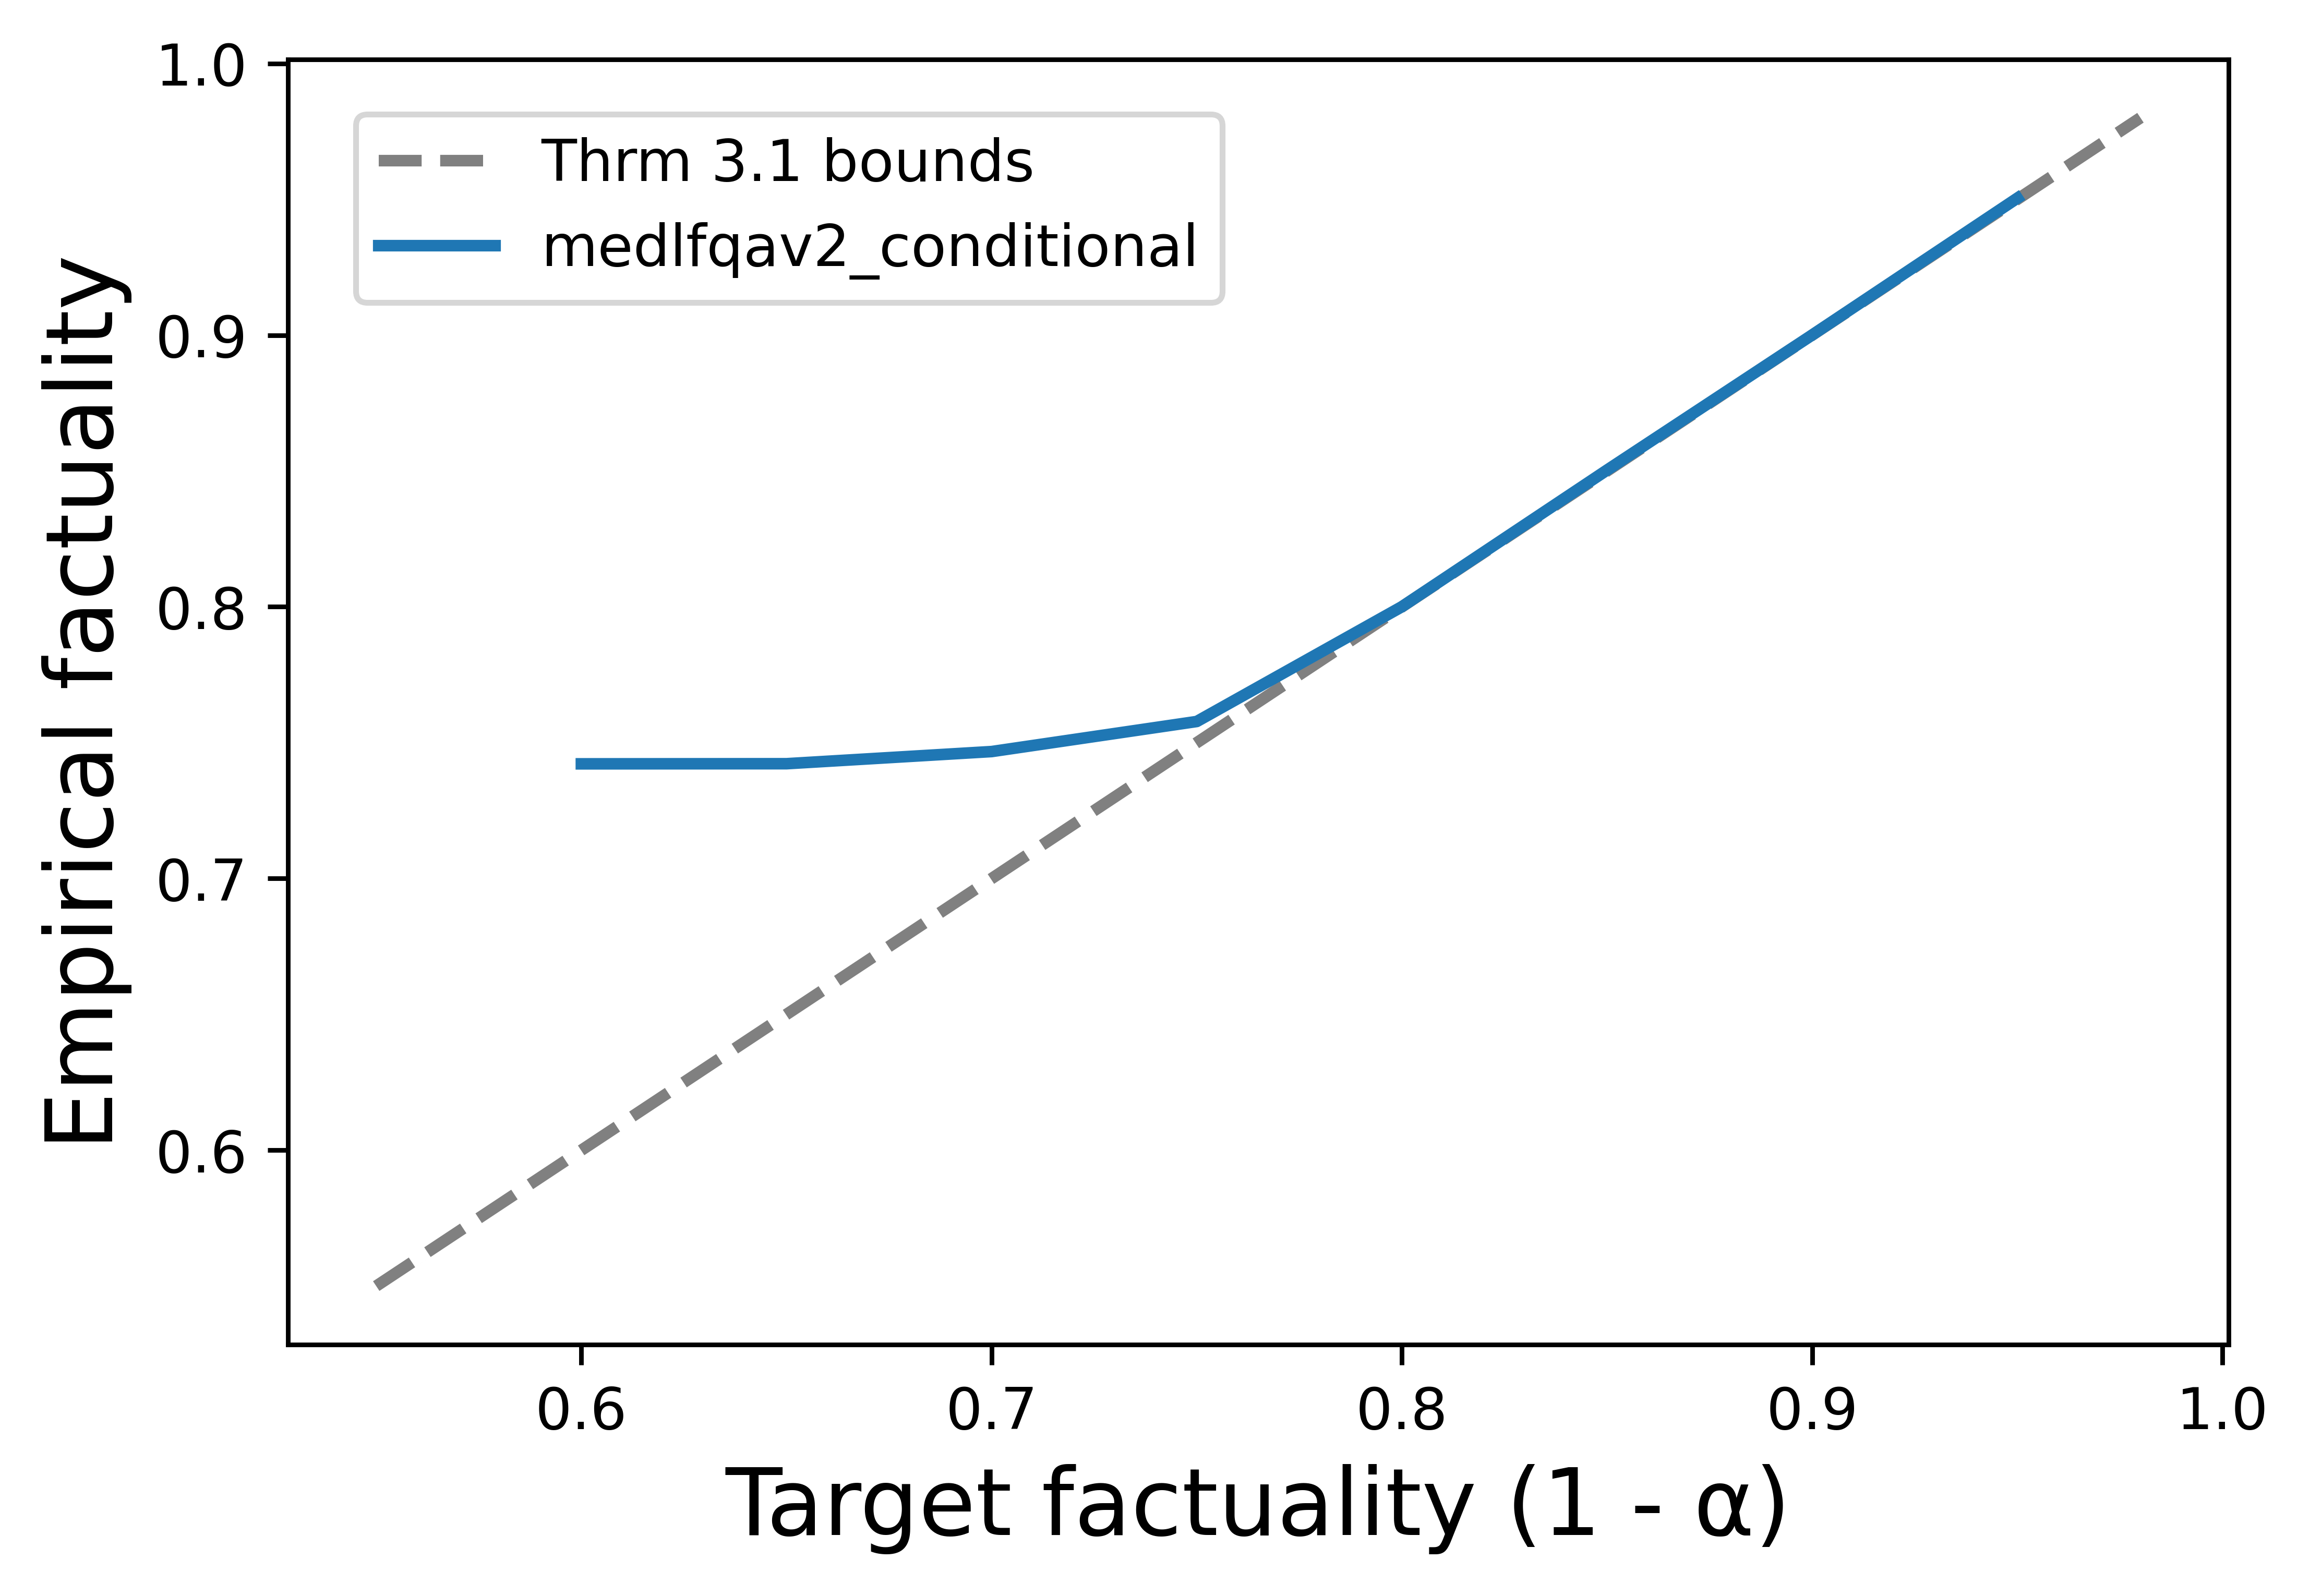 Thrm 3.1 bounds
medlfqav2_conditional
Empirical factuality
1.0
0.9
0.8
0.7
0.6
0.6 0.7 0.8 0.9 1.0
Target factuality (1 - α)